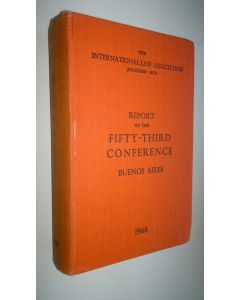 THE
INTERNATIONAL LAW ASSOCIATION
(FOUNDED 1873)
REPORT
OF THE
FIFTY-THIRD
CONFERENCE
BUENOS AIRES
1968